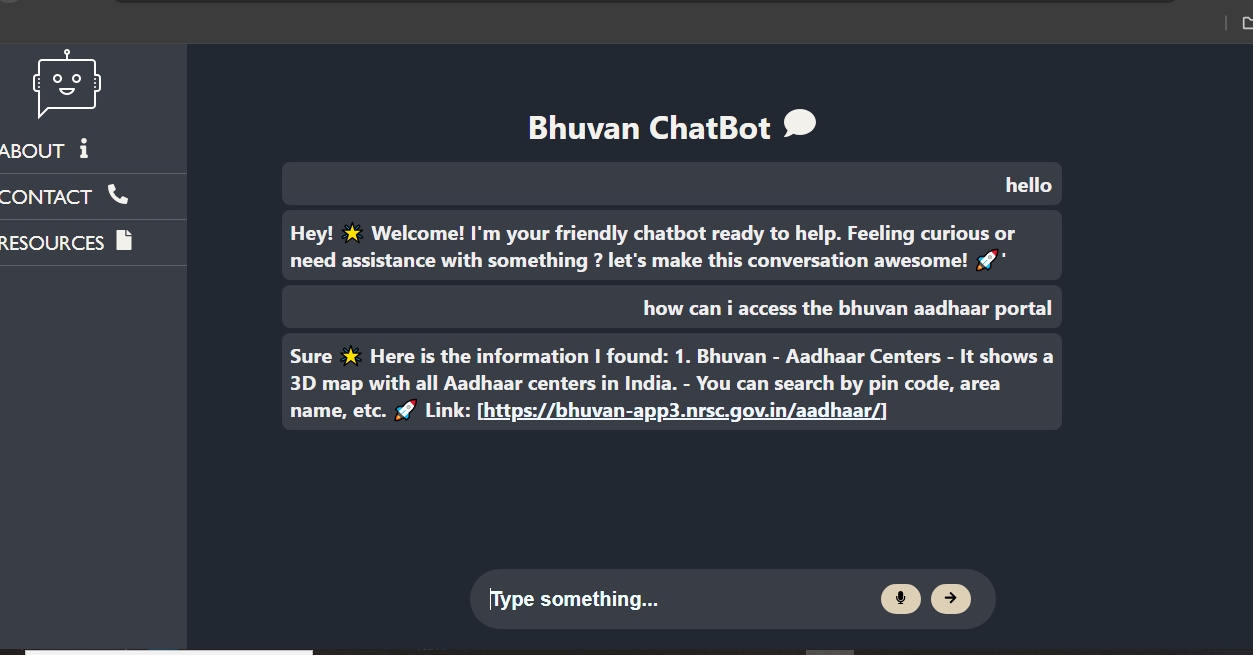 ABOUT
CONTACT
RESOURCES
Bhuvan ChatBot
hello
Hey! 🌟 Welcome! I'm your friendly chatbot ready to help. Feeling curious or
need assistance with something ? let's make this conversation awesome! 🚀'
how can i access the bhuvan aadhaar portal
Sure 🌟 Here is the information I found: 1. Bhuvan - Aadhaar Centers - It shows a
3D map with all Aadhaar centers in India. - You can search by pin code, area
name, etc. 🚀 Link: [https://bhuvan-app3.nrsc.gov.in/aadhaar/]
Type something...